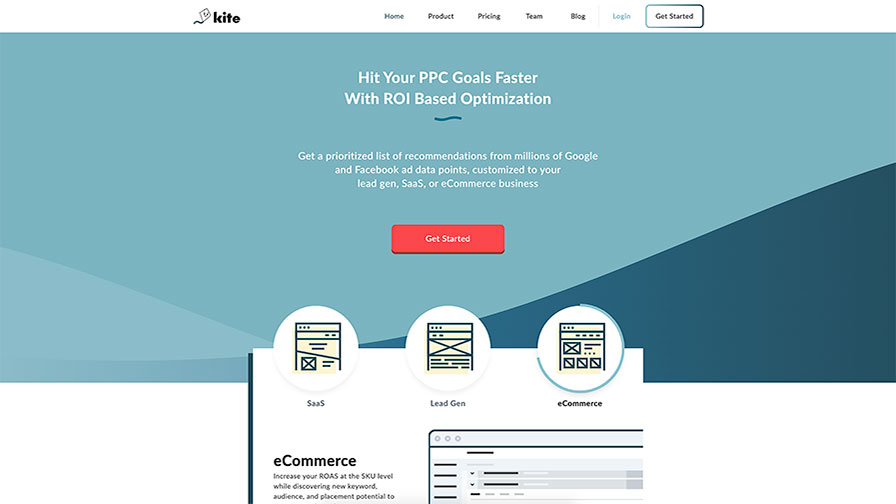 kite
Home Product Pricing Team Blog Login Get Started
Hit Your PPC Goals Faster
With ROI Based Optimization
Get a prioritized list of recommendations from millions of Google
and Facebook ad data points, customized to your
lead gen, SaaS, or eCommerce business
Get Started
SaaS Lead Gen eCommerce
eCommerce
Increase your ROAS at the SKU level
while discovering new keyword,
audience, and placement potential to